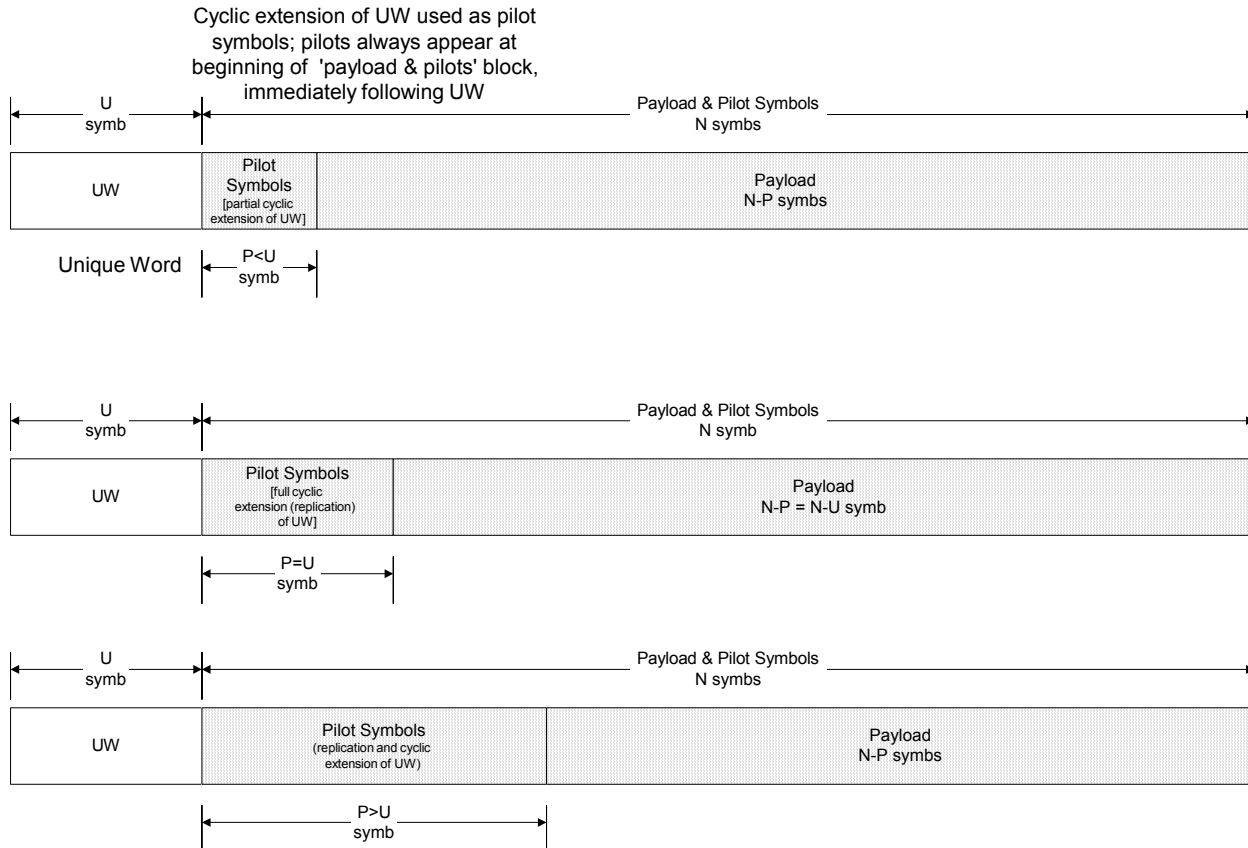 Cyclic extension of UW used as pilot
symbols; pilots always appear at
beginning of 'payload & pilots' block,
immediately following UW
U
symb
Payload & Pilot Symbols
N symbs
UW
Pilot
Symbols
[partial cyclic
extension of UW]
Payload
N-P symbs
Unique Word
P<U
symb
U
symb
Payload & Pilot Symbols
N symb
UW
Pilot Symbols
[full cyclic
extension (replication)
of UW]
Payload
N-P = N-U symb
P=U
symb
U
symb
Payload & Pilot Symbols
N symbs
UW
Pilot Symbols
(replication and cyclic
extension of UW)
Payload
N-P symbs
P>U
symb